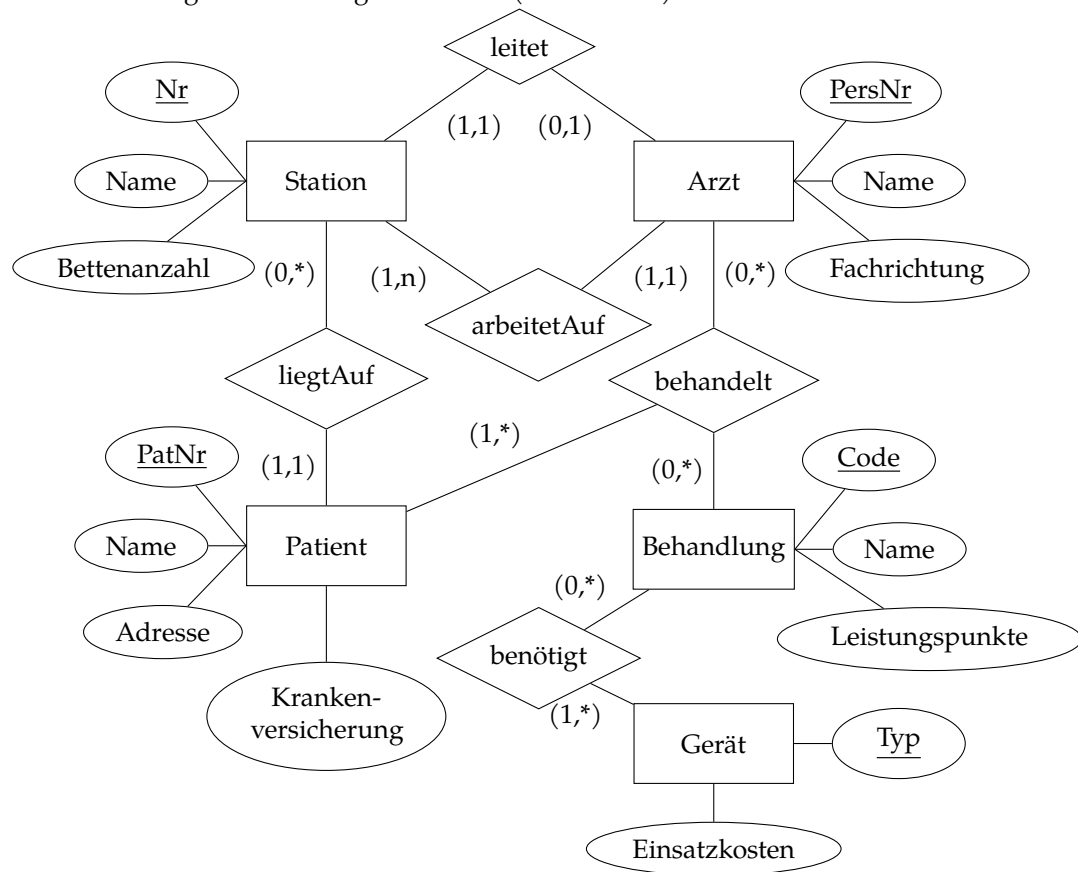 leitet
Nr
PersNr
(1,1)
(0,1)
Name
Station
Arzt
Name
Bettenanzahl
(0,*)
(1,n)
(1,1)
(0,*)
Fachrichtung
arbeitetAuf
liegtAuf
behandelt
PatNr
(1,*)
Code
(1,1)
(0,*)
Name
Patient
Behandlung
Name
(0,*)
Adresse
Leistungspunkte
benötigt
Kranken-
versicherung
(1,*)
Gerät
Typ
Einsatzkosten